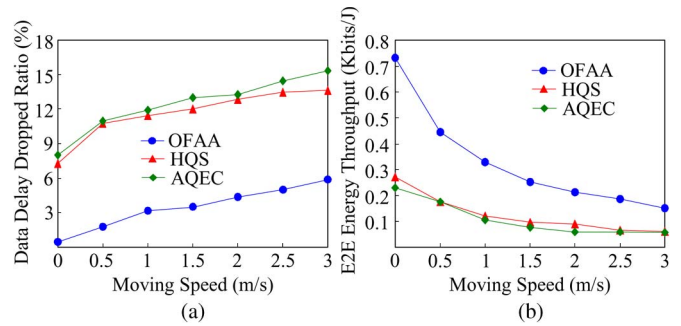 Data Delay Dropped Ratio (%)
18
15
12
9
6
3
OFAA
HQS
AQEC
0 0.5 1 1.5 2 2.5 3
Moving Speed (m/s)
(a)
E2E Energy Throughput (Kbits/J)
0.8
0.7
0.6
0.5
0.4
0.3
0.2
0.1
OFAA
HQS
AQEC
0 0.5 1 1.5 2 2.5 3
Moving Speed (m/s)
(b)